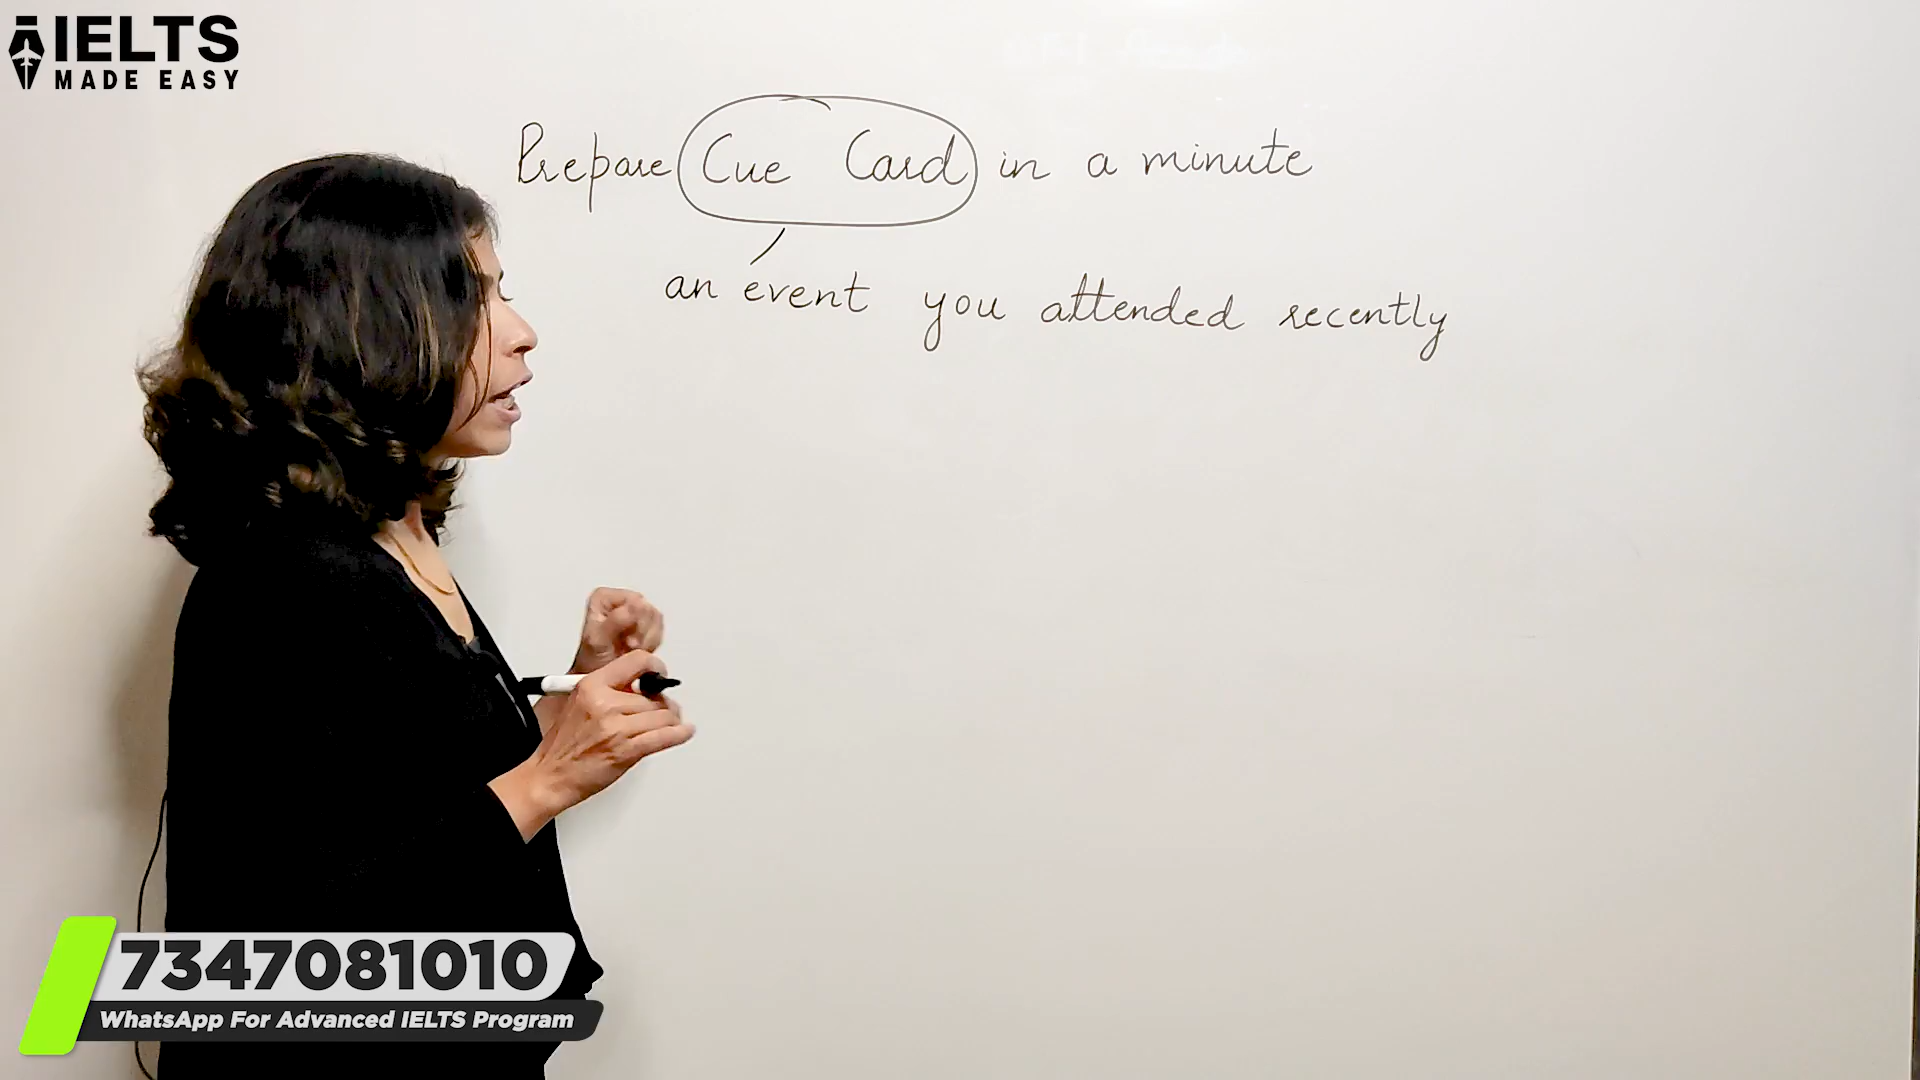 IELTS
MADE EASY
Prepare Cue Card in a minute
an event you attended recently
7347081010
WhatsApp For Advanced IELTS Program